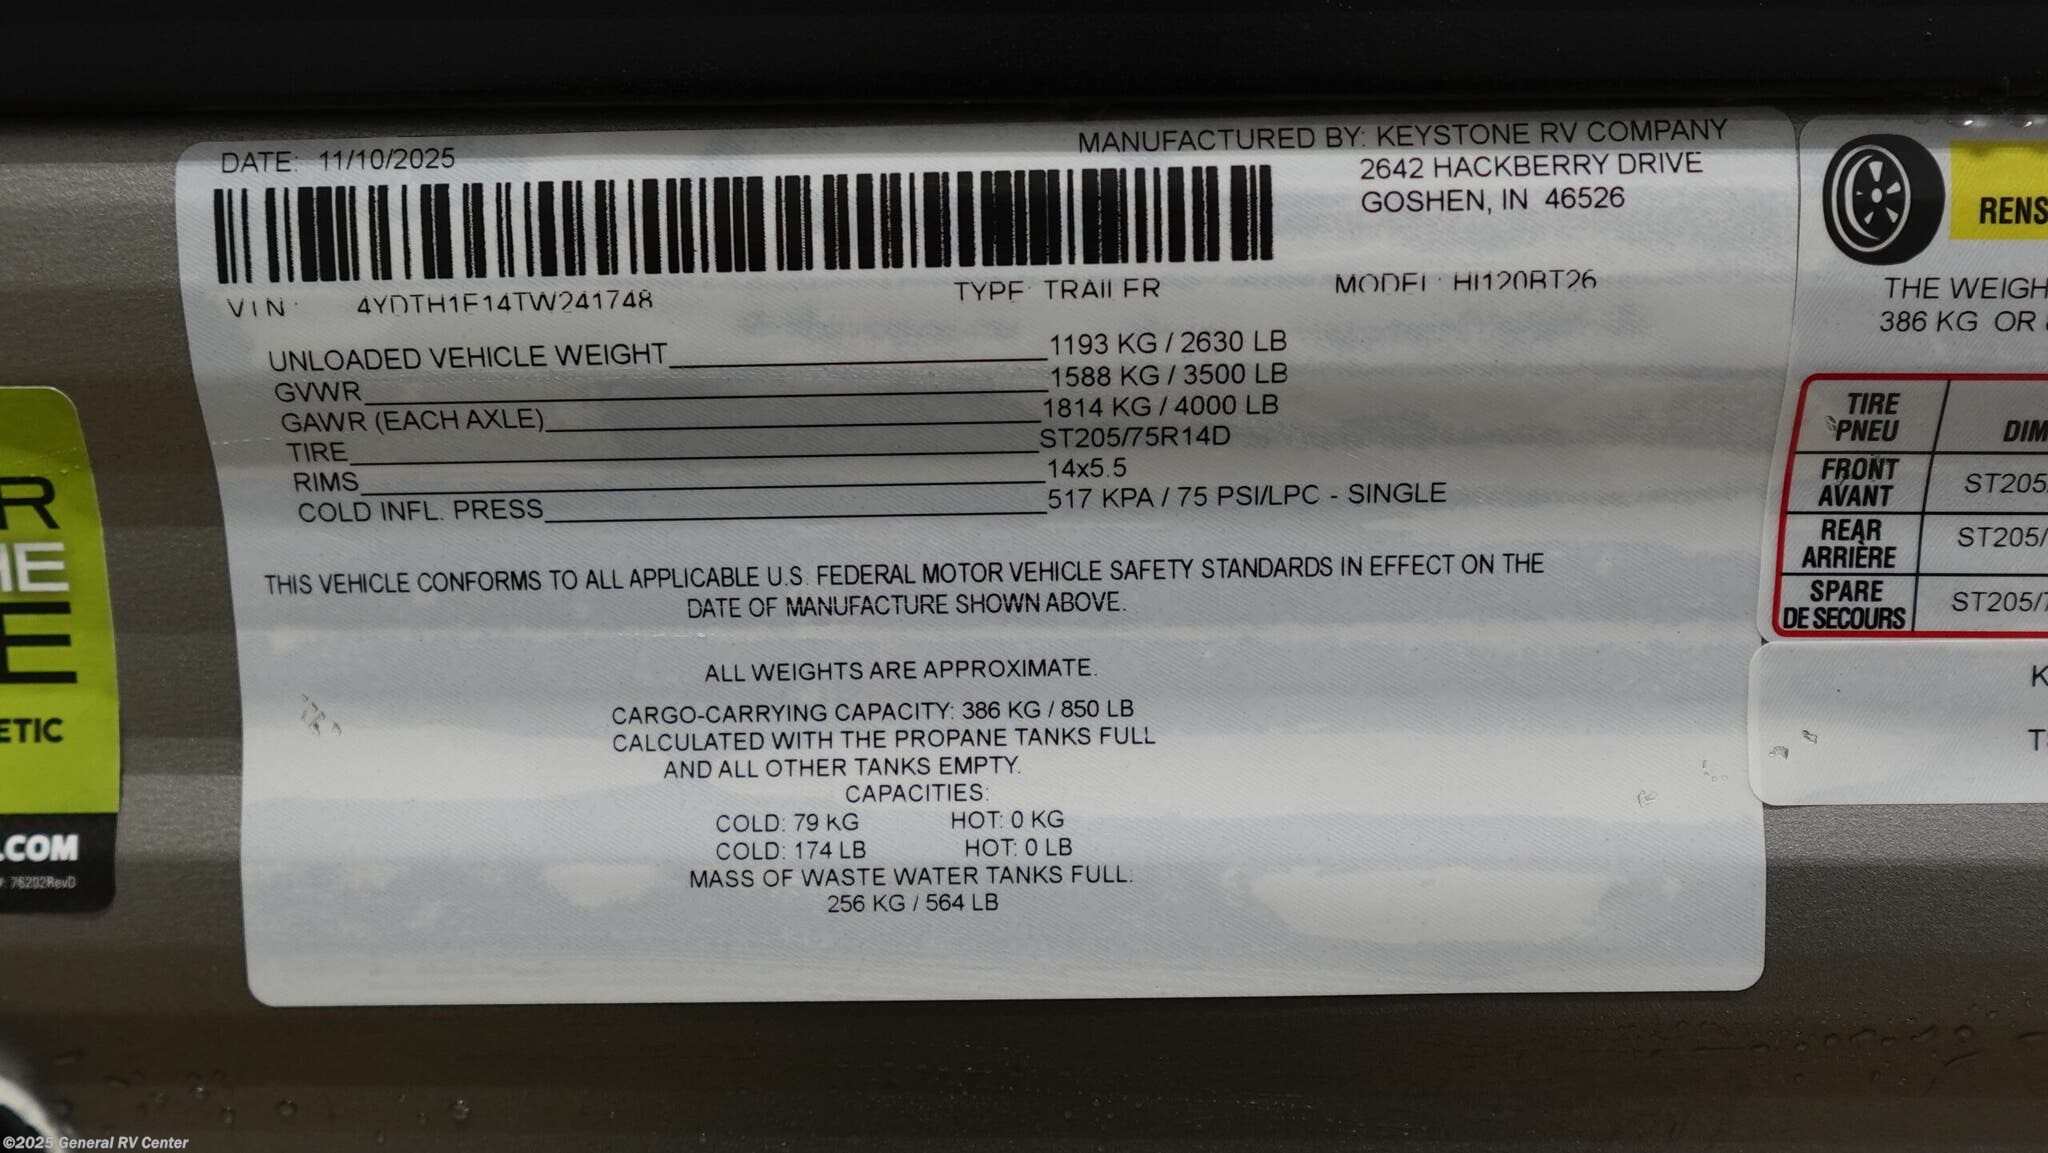 DATE: 11/10/2025
MANUFACTURED BY: KEYSTONE RV COMPANY
2642 HACKBERRY DRIVE
GOSHEN, IN 46526
VIN: 4YDTH1E14TW241748
TYPE: TRAILER
MODEL: HI120BT26
UNLOADED VEHICLE WEIGHT 1193 KG / 2630 LB
GVWR 1588 KG / 3500 LB
GAWR (EACH AXLE) 1814 KG / 4000 LB
TIRE ST205/75R14D
RIMS 14x5.5
COLD INFL. PRESS 517 KPA / 75 PSI/LPC - SINGLE
THIS VEHICLE CONFORMS TO ALL APPLICABLE U.S. FEDERAL MOTOR VEHICLE SAFETY STANDARDS IN EFFECT ON THE
DATE OF MANUFACTURE SHOWN ABOVE.
ALL WEIGHTS ARE APPROXIMATE.
CARGO-CARRYING CAPACITY: 386 KG / 850 LB
CALCULATED WITH THE PROPANE TANKS FULL
AND ALL OTHER TANKS EMPTY.
CAPACITIES:
COLD: 79 KG HOT: 0 KG
COLD: 174 LB HOT: 0 LB
MASS OF WASTE WATER TANKS FULL.
256 KG / 564 LB
RENS
THE WEIGH
386 KG OR
TIRE
PNEU
DIM
FRONT
AVANT
ST205
REAR
ARRIÈRE
ST205/
SPARE
DE SECOURS
ST205/7
K
T
R
E
ETIC
.COM
76202RevD
©2025 General RV Center